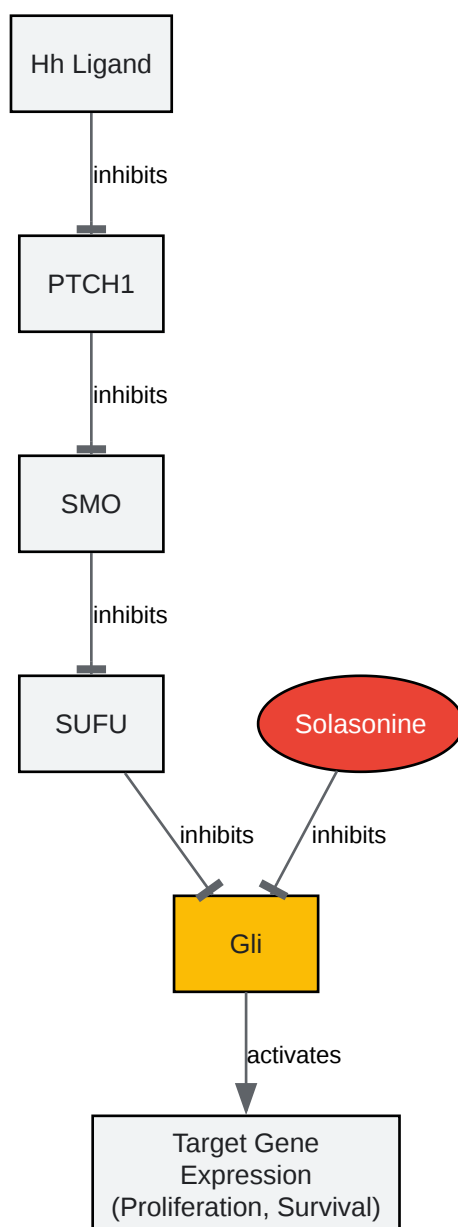 Hh Ligand
inhibits
PTCH1
inhibits
SMO
inhibits
SUFU
Solasonine
inhibits
inhibits
Gli
activates
Target Gene
Expression
(Proliferation, Survival)